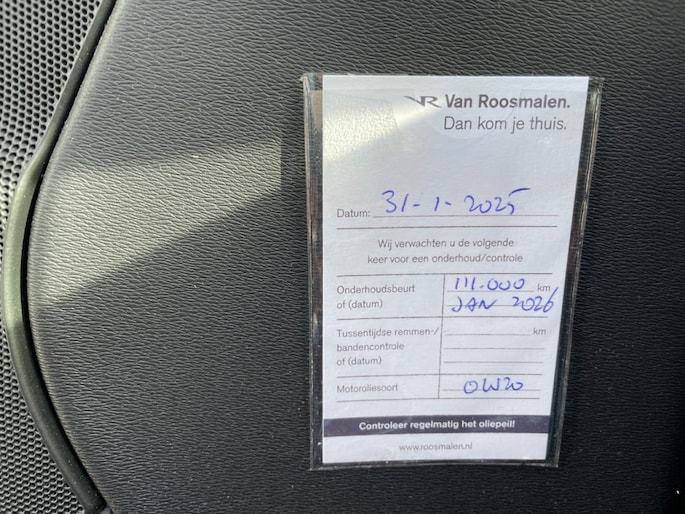 VR Van Roosmalen.
Dan kom je thuis.
Datum: 31-1-2025
Wij verwachten u de volgende
keer voor een onderhoud/controle
Onderhoudsbeurt 111.000 km
of (datum) JAN 2026
Tussentijdse remmen-/ km
bandencontrole
of (datum)
Motoroliesoort 0W20
Controleer regelmatig het oliepeil!
www.roosmalen.nl